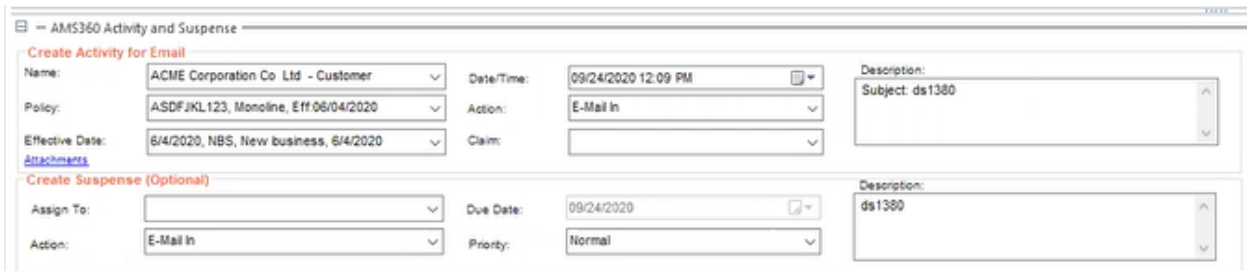 AMS360 Activity and Suspense
Create Activity for Email
Name: ACME Corporation Co Ltd - Customer Date/Time: 09/24/2020 12:09 PM Description:
Subject: ds1380
Policy: ASDFJKL123, Monoline, Eff:06/04/2020 Action: E-Mail In
Effective Date: 6/4/2020, NBS, New business, 6/4/2020 Claim:
Attachments
Create Suspense (Optional)
Description:
Assign To: Due Date: 09/24/2020 ds1380
Action: E-Mail In Priority: Normal